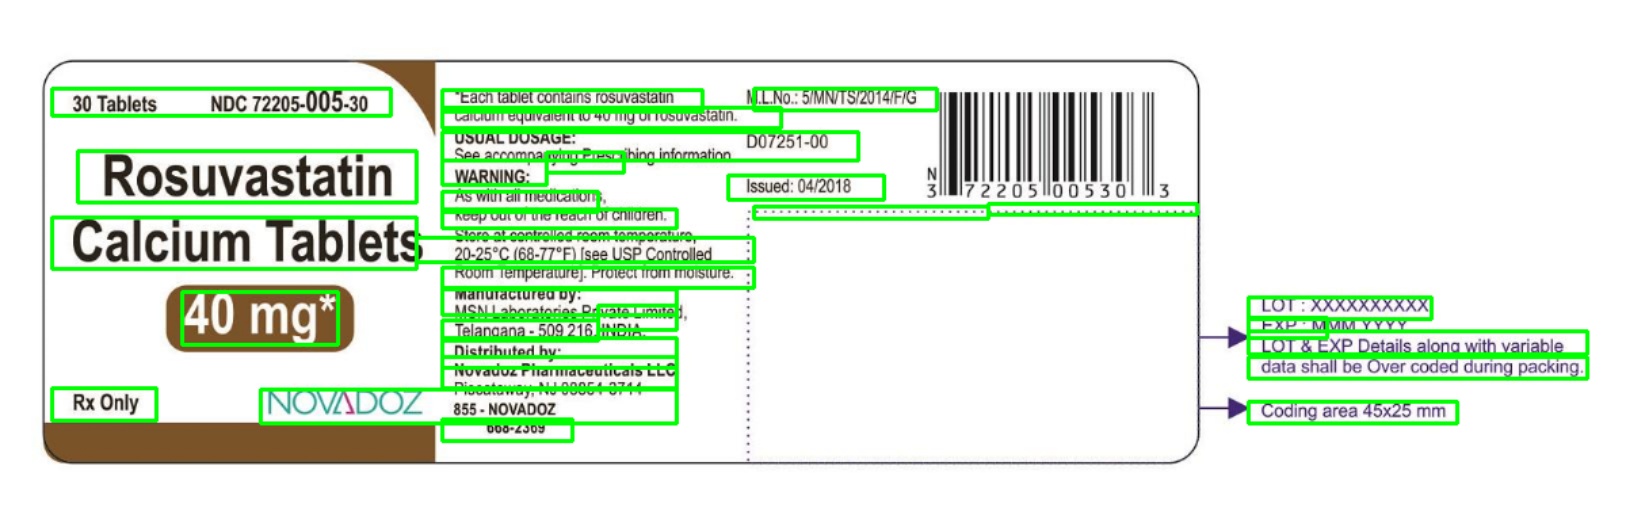 30 Tablets NDC 72205-005-30
Rosuvastatin
Calcium Tablets
40 mg*
Rx Only
NOVADOZ
*Each tablet contains rosuvastatin
calcium equivalent to 40 mg of rosuvastatin.
USUAL DOSAGE:
See accompanying Prescribing information
WARNING:
As with all medications,
keep out of the reach of children.
Store at controlled room temperature,
20-25°C (68-77°F) [see USP Controlled
Room Temperature]. Protect from moisture.
Manufactured by:
MSN Laboratories Private Limited,
Telangana - 509 216, INDIA.
Distributed by:
Novadoz Pharmaceuticals LLC
Piscataway, NJ 08854-3714
855 - NOVADOZ
668-2369
M.L.No.: 5/MN/TS/2014/F/G
D07251-00
Issued: 04/2018
N
3 72205 00530 3
LOT : XXXXXXXXXX
EXP : MMM YYYY
LOT & EXP Details along with variable
data shall be Over coded during packing.
Coding area 45x25 mm